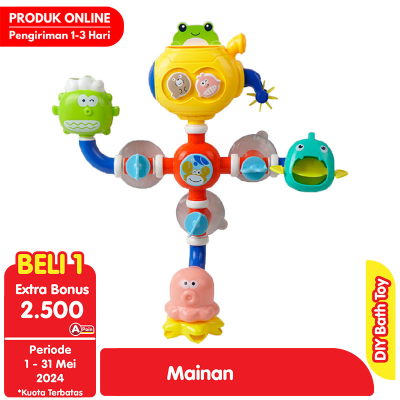 PRODUK ONLINE
Pengiriman 1-3 Hari
BELI 1
Extra Bonus
2.500
A Poin
Periode
1 - 31 Mei
2024
*Kuota Terbatas
Mainan
DIY Bath Toy